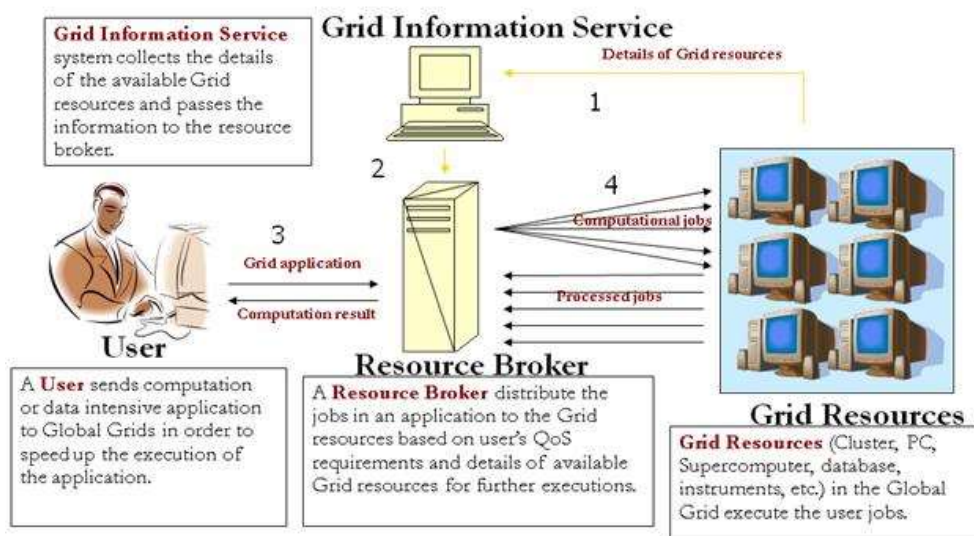 Grid Information Service
Grid Information Service
system collects the details
of the available Grid
resources and passes the
information to the resource
broker.
Details of Grid resources
1
2
3
4
Grid application
Computation result
Computational jobs
Processed jobs
User
A User sends computation
or data intensive application
to Global Grids in order to
speed up the execution of
the application.
Resource Broker
A Resource Broker distribute the
jobs in an application to the Grid
resources based on user's QoS
requirements and details of available
Grid resources for further executions.
Grid Resources
Grid Resources (Cluster, PC,
Supercomputer, database,
instruments, etc.) in the Global
Grid execute the user jobs.